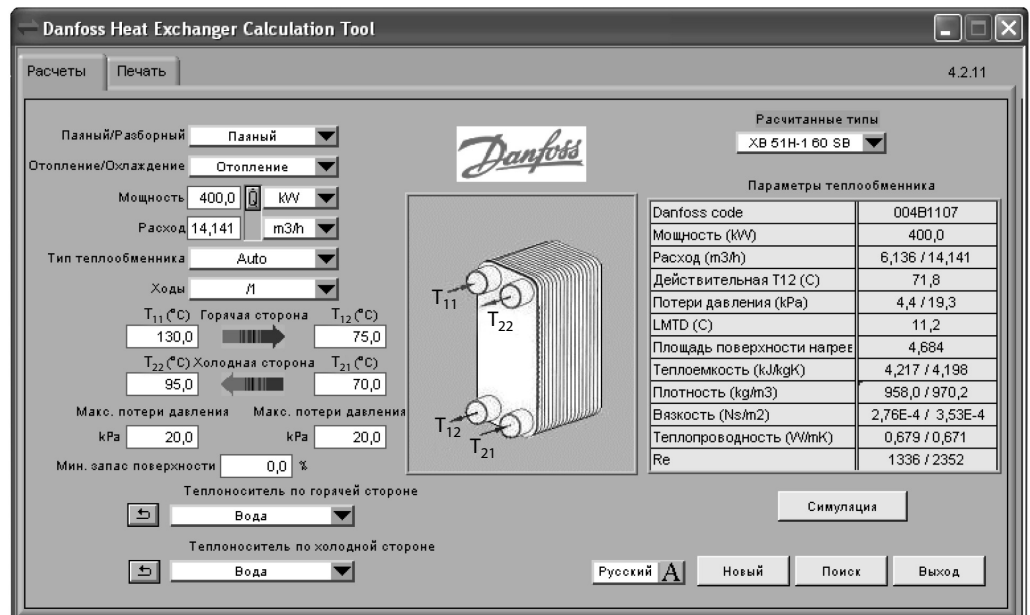 Danfoss Heat Exchanger Calculation Tool
Расчеты Печать 4.2.11
Паяный/Разборный Паяный
Отопление/Охлаждение Отопление
Мощность 400,0 Q kW
Расход 14,141 m3/h
Тип теплообменника Auto
Ходы /1
T11 (°C) Горячая сторона T12 (°C)
130,0 75,0
T22 (°C) Холодная сторона T21 (°C)
95,0 70,0
Макс. потери давления Макс. потери давления
kPa 20,0 kPa 20,0
Мин. запас поверхности 0,0 %
Теплоноситель по горячей стороне
Вода
Теплоноситель по холодной стороне
Вода
Danfoss
T11
T22
T12
T21
Расчитанные типы
XB 51H-1 60 SB
Параметры теплообменника
Danfoss code 004B1107
Мощность (kW) 400,0
Расход (m3/h) 6,136 / 14,141
Действительная T12 (C) 71,8
Потери давления (kPa) 4,4 / 19,3
LMTD (C) 11,2
Площадь поверхности нагрев 4,684
Теплоемкость (kJ/kgK) 4,217 / 4,198
Плотность (kg/m3) 958,0 / 970,2
Вязкость (Ns/m2) 2,76E-4 / 3,53E-4
Теплопроводность (W/mK) 0,679 / 0,671
Re 1336 / 2352
Симуляция
Русский A Новый Поиск Выход